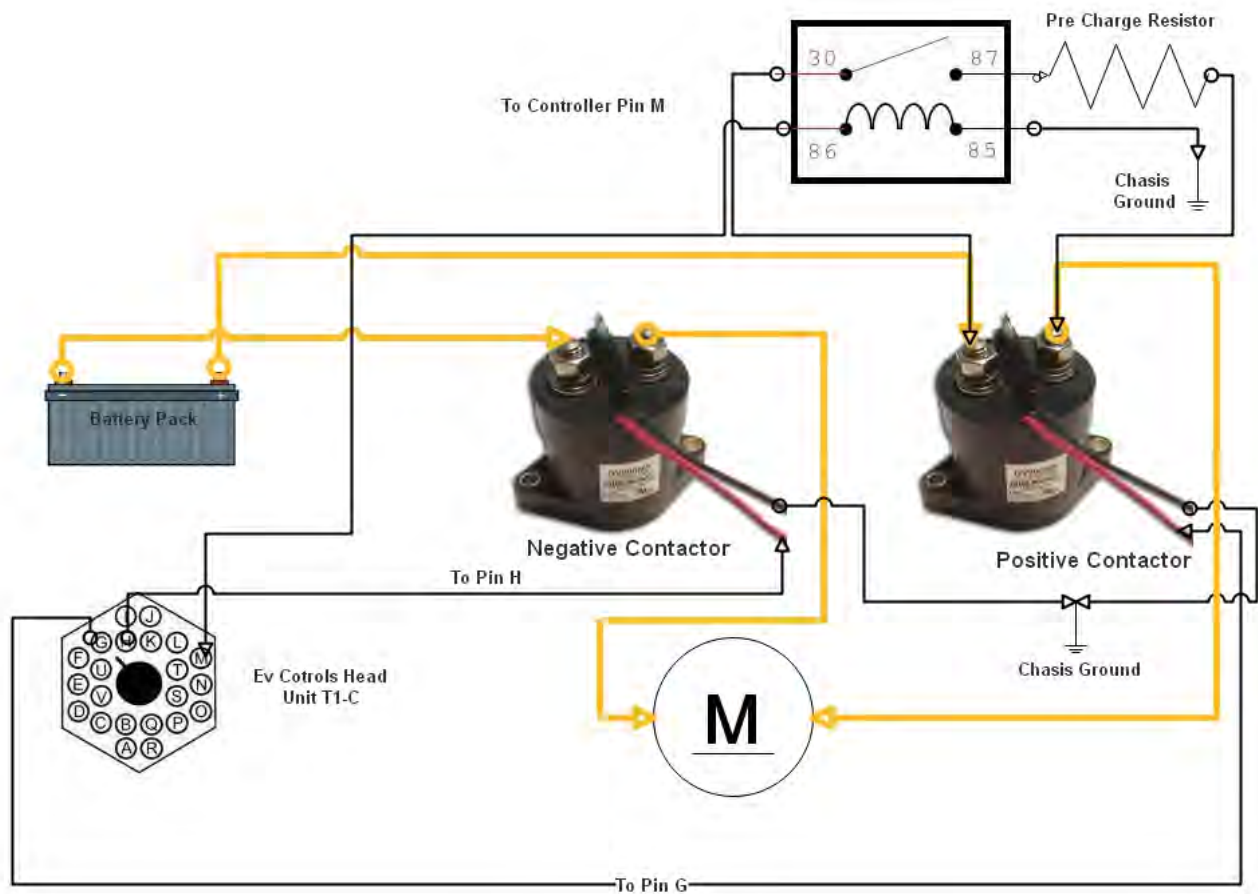 Pre Charge Resistor
30
87
To Controller Pin M
86
85
Chasis
Ground
Battery Pack
Negative Contactor
Positive Contactor
To Pin H
I J
G H K L
F M
U T
E N
V S
D O
C B Q P
A R
Ev Cotrols Head
Unit T1-C
M
Chasis Ground
To Pin G